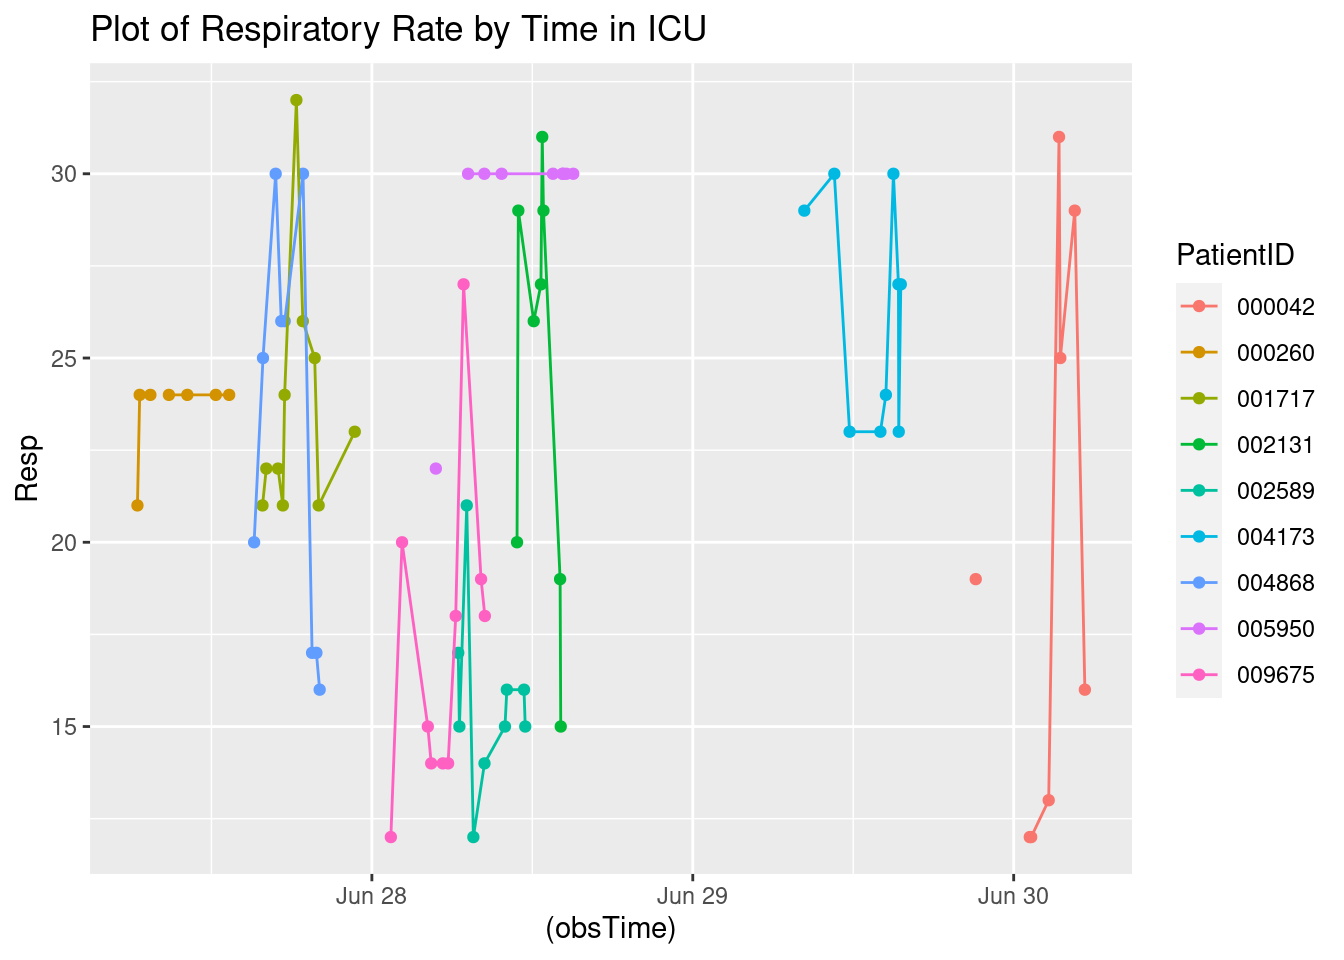 Plot of Respiratory Rate by Time in ICU
30
25
20
15
Resp
Jun 28
Jun 29
Jun 30
(obsTime)
PatientID
000042
000260
001717
002131
002589
004173
004868
005950
009675